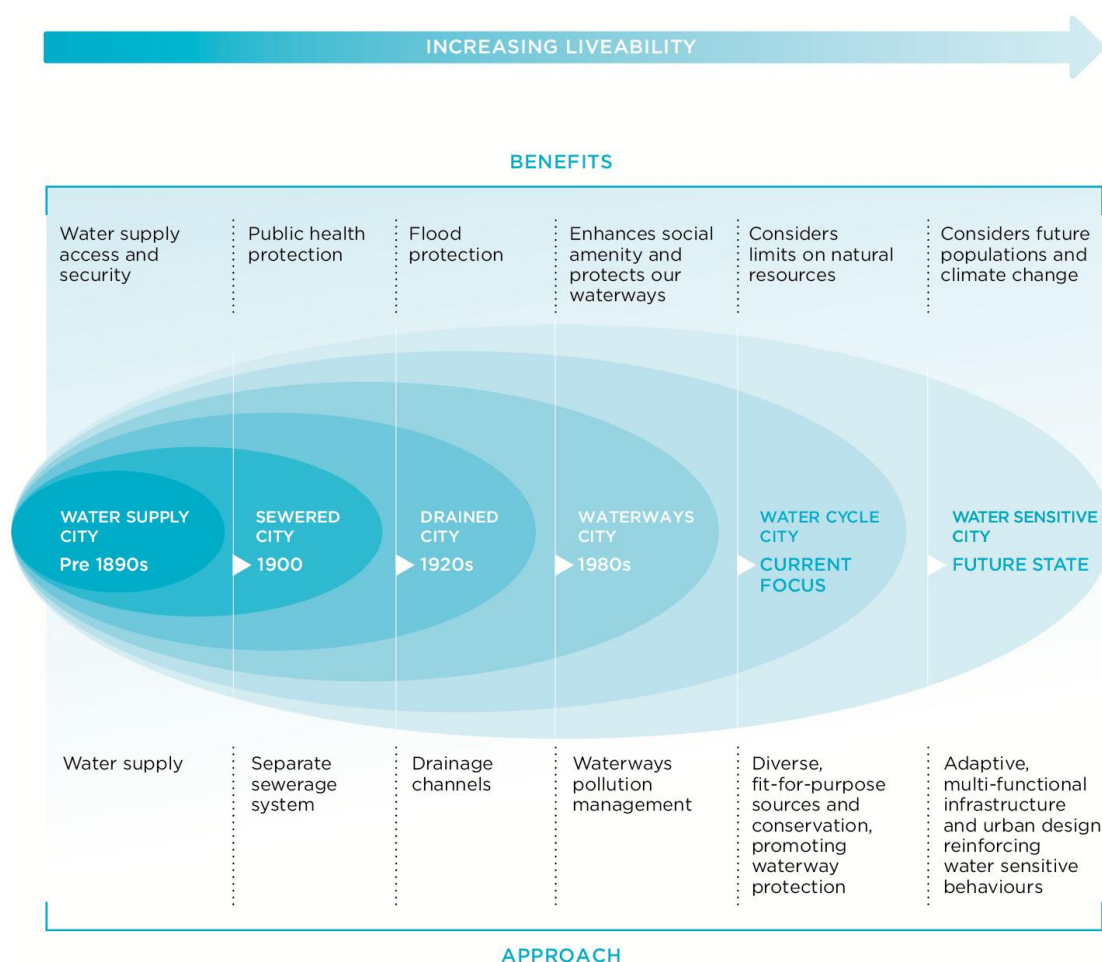 INCREASING LIVEABILITY
BENEFITS
Water supply
access and
security
Public health
protection
Flood
protection
Enhances social
amenity and
protects our
waterways
Considers
limits on natural
resources
Considers future
populations and
climate change
WATER SUPPLY
CITY
Pre 1890s
SEWERED
CITY
1900
DRAINED
CITY
1920s
WATERWAYS
CITY
1980s
WATER CYCLE
CITY
CURRENT
FOCUS
WATER SENSITIVE
CITY
FUTURE STATE
Water supply
Separate
sewerage
system
Drainage
channels
Waterways
pollution
management
Diverse,
fit-for-purpose
sources and
conservation,
promoting
waterway
protection
Adaptive,
multi-functional
infrastructure
and urban design
reinforcing
water sensitive
behaviours
APPROACH